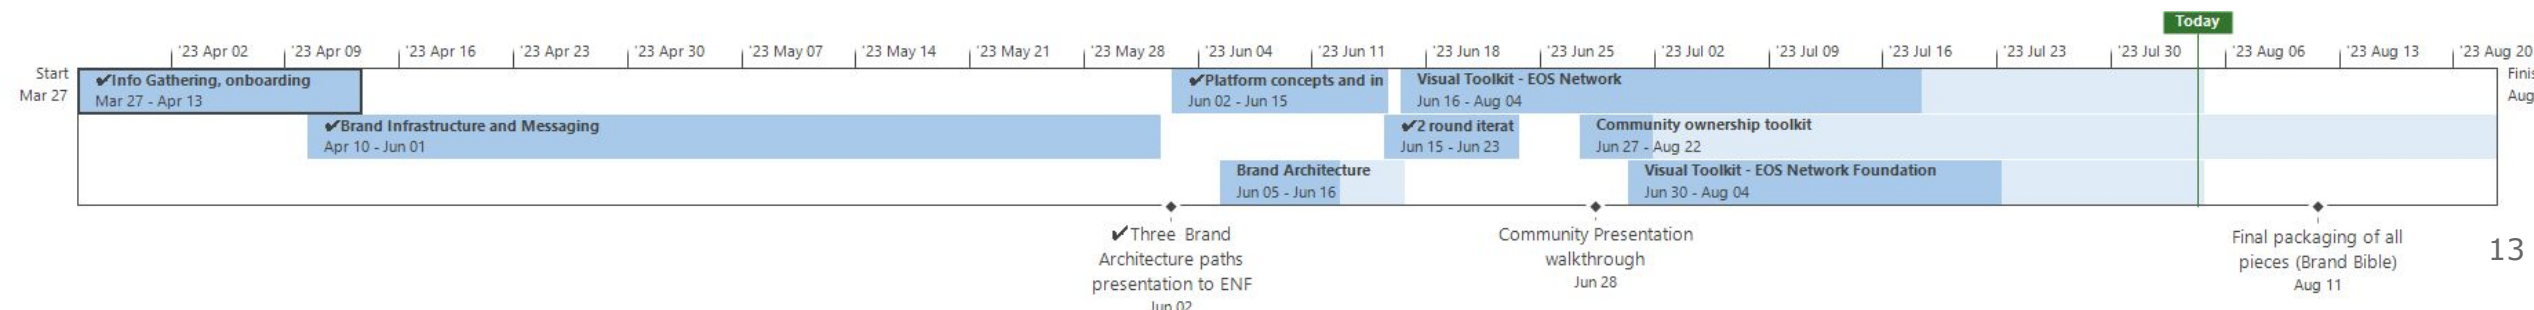 Today
'23 Apr 02 '23 Apr 09 '23 Apr 16 '23 Apr 23 '23 Apr 30 '23 May 07 '23 May 14 '23 May 21 '23 May 28 '23 Jun 04 '23 Jun 11 '23 Jun 18 '23 Jun 25 '23 Jul 02 '23 Jul 09 '23 Jul 16 '23 Jul 23 '23 Jul 30 '23 Aug 06 '23 Aug 13 '23 Aug 20
Start
Mar 27
✔Info Gathering, onboarding
Mar 27 - Apr 13
✔Platform concepts and in
Jun 02 - Jun 15
Visual Toolkit - EOS Network
Jun 16 - Aug 04
Finis
Aug
✔Brand Infrastructure and Messaging
Apr 10 - Jun 01
✔2 round iterat
Jun 15 - Jun 23
Community ownership toolkit
Jun 27 - Aug 22
Brand Architecture
Jun 05 - Jun 16
Visual Toolkit - EOS Network Foundation
Jun 30 - Aug 04
✔Three Brand
Architecture paths
presentation to ENF
Jun 02
Community Presentation
walkthrough
Jun 28
Final packaging of all
pieces (Brand Bible)
Aug 11
13